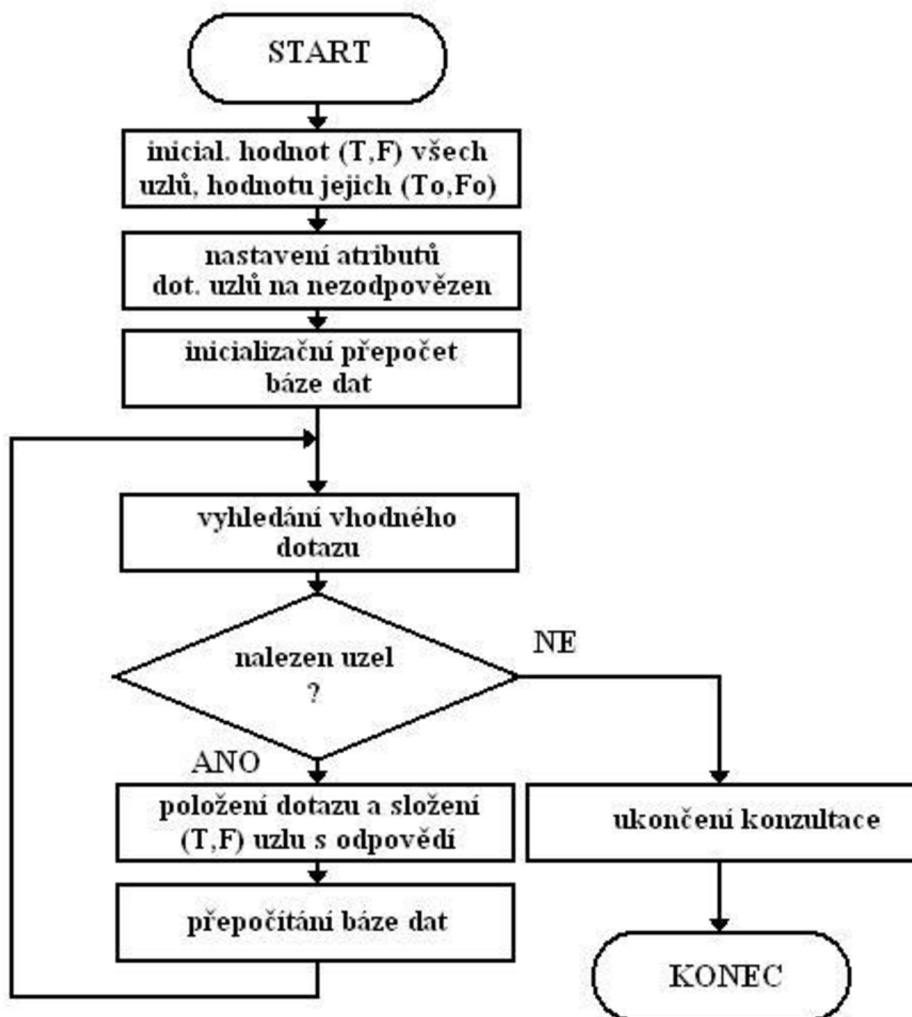 START
inicial. hodnot (T,F) všech
uzlů, hodnotu jejich (To,Fo)
nastavení atributů
dot. uzlů na nezodpovězen
inicializační přepočet
báze dat
vyhledání vhodného
dotazu
nalezen uzel
?
NE
ANO
položení dotazu a složení
(T,F) uzlu s odpovědí
ukončení konzultace
přepočítání báze dat
KONEC